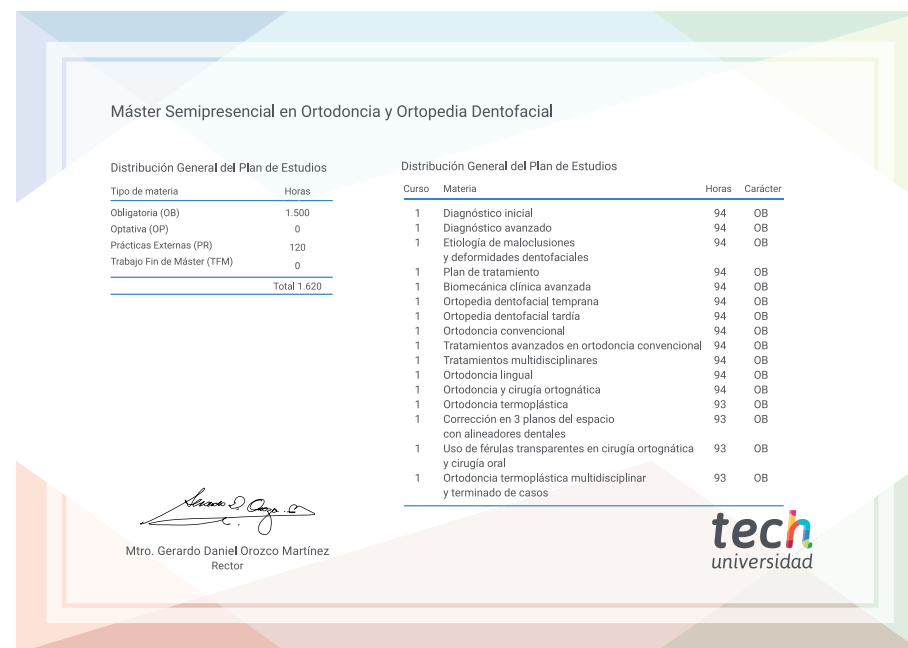 Máster Semipresencial en Ortodoncia y Ortopedia Dentofacial
Distribución General del Plan de Estudios
Tipo de materia Horas
Obligatoria (OB) 1.500
Optativa (OP) 0
Prácticas Externas (PR) 120
Trabajo Fin de Máster (TFM) 0
Total 1.620
Distribución General del Plan de Estudios
Curso Materia Horas Carácter
1 Diagnóstico inicial 94 OB
1 Diagnóstico avanzado 94 OB
1 Etiología de maloclusiones 94 OB
y deformidades dentofaciales
1 Plan de tratamiento 94 OB
1 Biomecánica clínica avanzada 94 OB
1 Ortopedia dentofacial temprana 94 OB
1 Ortopedia dentofacial tardía 94 OB
1 Ortodoncia convencional 94 OB
1 Tratamientos avanzados en ortodoncia convencional 94 OB
1 Tratamientos multidisciplinares 94 OB
1 Ortodoncia lingual 94 OB
1 Ortodoncia y cirugía ortognática 94 OB
1 Ortodoncia termoplástica 93 OB
1 Corrección en 3 planos del espacio 93 OB
con alineadores dentales
1 Uso de férulas transparentes en cirugía ortognática 93 OB
y cirugía oral
1 Ortodoncia termoplástica multidisciplinar 93 OB
y terminado de casos
Mtro. Gerardo Daniel Orozco Martínez
Rector
tech
universidad